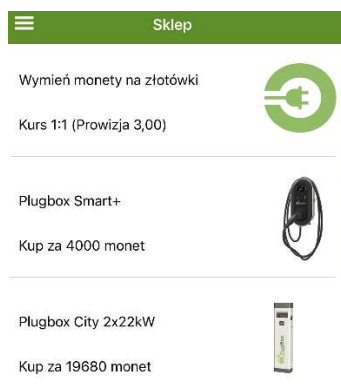 Sklep
Wymień monety na złotówki
Kurs 1:1 (Prowizja 3,00)
Plugbox Smart+
Kup za 4000 monet
Plugbox City 2x22kW
Kup za 19680 monet